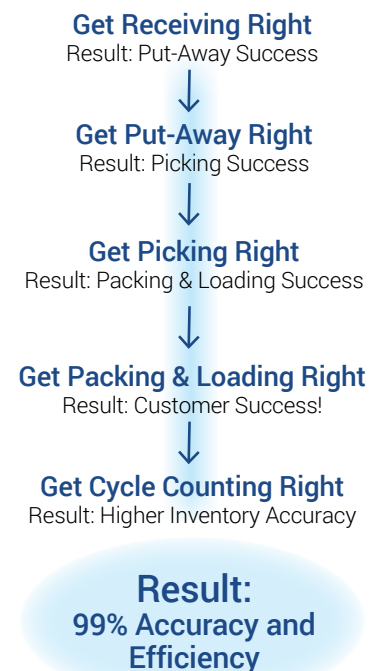 Get Receiving Right
Result: Put-Away Success
Get Put-Away Right
Result: Picking Success
Get Picking Right
Result: Packing & Loading Success
Get Packing & Loading Right
Result: Customer Success!
Get Cycle Counting Right
Result: Higher Inventory Accuracy
Result:
99% Accuracy and
Efficiency